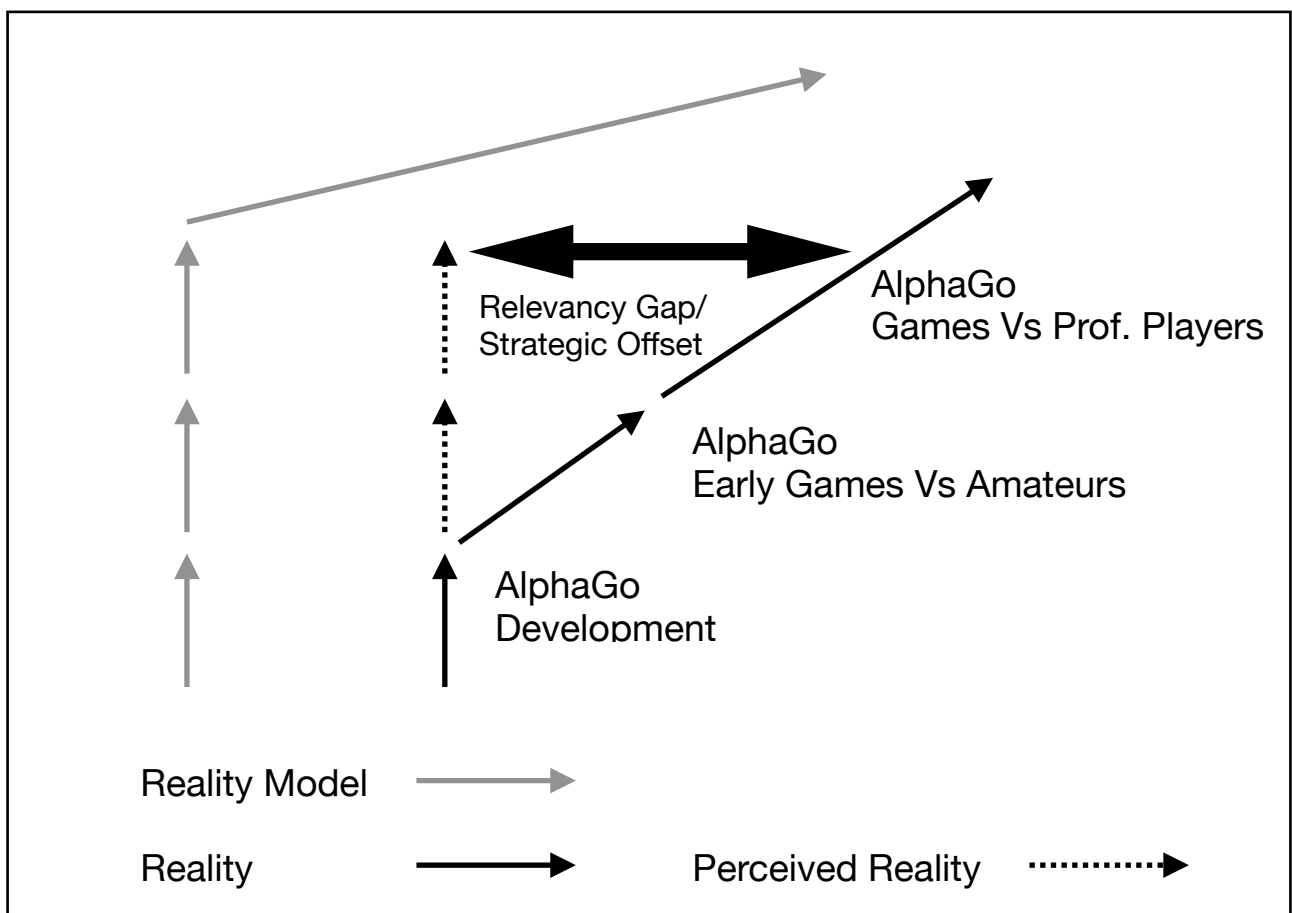 Relevancy Gap/
Strategic Offset
AlphaGo
Games Vs Prof. Players
AlphaGo
Early Games Vs Amateurs
AlphaGo
Development
Reality Model
Reality
Perceived Reality